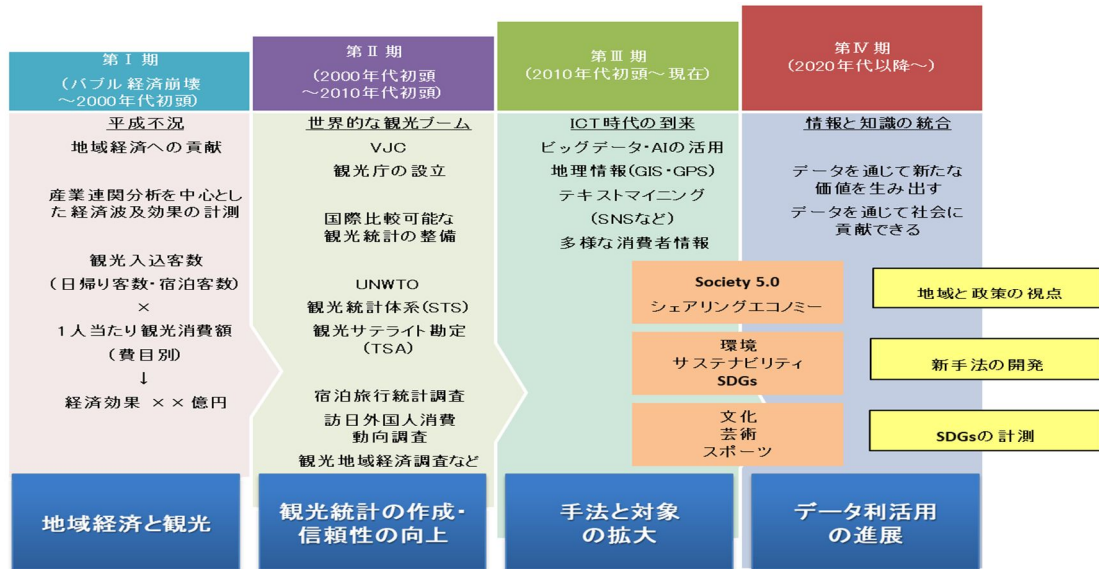 第Ⅰ期
(バブル経済崩壊
～2000年代初頭)
平成不況
地域経済への貢献
産業連関分析を中心とし
た経済波及効果の計測
観光入込客数
(日帰り客数・宿泊客数)
×
1人当たり観光消費額
(費目別)
↓
経済効果 ××億円
地域経済と観光
第Ⅱ期
(2000年代初頭
～2010年代初頭)
世界的な観光ブーム
VJC
観光庁の設立
国際比較可能な
観光統計の整備
UNWTO
観光統計体系(STS)
観光サテライト勘定
(TSA)
宿泊旅行統計調査
訪日外国人消費
動向調査
観光地域経済調査など
観光統計の作成・
信頼性の向上
第Ⅲ期
(2010年代初頭～現在)
ICT時代の到来
ビッグデータ・AIの活用
地理情報(GIS・GPS)
テキストマイニング
(SNSなど)
多様な消費者情報
手法と対象
の拡大
第Ⅳ期
(2020年代以降～)
情報と知識の統合
データを通じて新たな
価値を生み出す
データを通じて社会に
貢献できる
データ利活用
の進展
Society 5.0
シェアリングエコノミー
環境
サステナビリティ
SDGs
文化
芸術
スポーツ
地域と政策の視点
新手法の開発
SDGsの計測